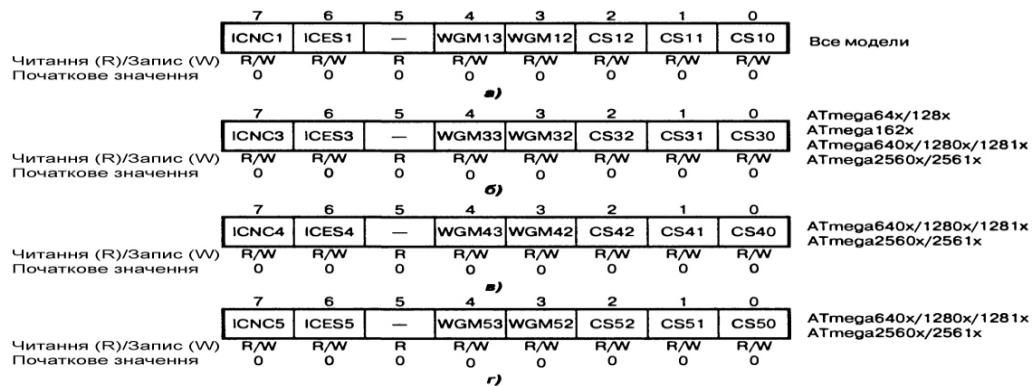 7 6 5 4 3 2 1 0
ICNC1 ICES1 — WGM13 WGM12 CS12 CS11 CS10 Все модели
Читання (R)/Запис (W) R/W R/W R R/W R/W R/W R/W R/W
Початкове значення 0 0 0 0 0 0 0 0
а)
7 6 5 4 3 2 1 0 ATmega64x/128x
ICNC3 ICES3 — WGM33 WGM32 CS32 CS31 CS30 ATmega162x
ATmega640x/1280x/1281x
Читання (R)/Запис (W) R/W R/W R R/W R/W R/W R/W R/W ATmega2560x/2561x
Початкове значення 0 0 0 0 0 0 0 0
б)
7 6 5 4 3 2 1 0
ICNC4 ICES4 — WGM43 WGM42 CS42 CS41 CS40 ATmega640x/1280x/1281x
ATmega2560x/2561x
Читання (R)/Запис (W) R/W R/W R R/W R/W R/W R/W R/W
Початкове значення 0 0 0 0 0 0 0 0
в)
7 6 5 4 3 2 1 0
ICNC5 ICES5 — WGM53 WGM52 CS52 CS51 CS50 ATmega640x/1280x/1281x
ATmega2560x/2561x
Читання (R)/Запис (W) R/W R/W R R/W R/W R/W R/W R/W
Початкове значення 0 0 0 0 0 0 0 0
г)